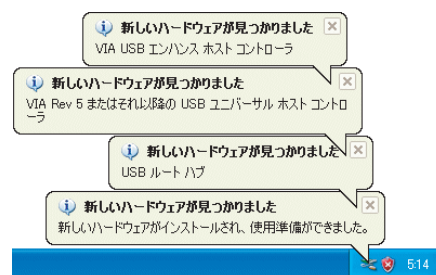 新しいハードウェアが見つかりました
VIA USB エンハンス ホスト コントローラ
新しいハードウェアが見つかりました
VIA Rev 5 またはそれ以降の USB ユニバーサル ホスト コントロ
ーラ
新しいハードウェアが見つかりました
USB ルート ハブ
新しいハードウェアが見つかりました
新しいハードウェアがインストールされ、使用準備ができました。
5:14